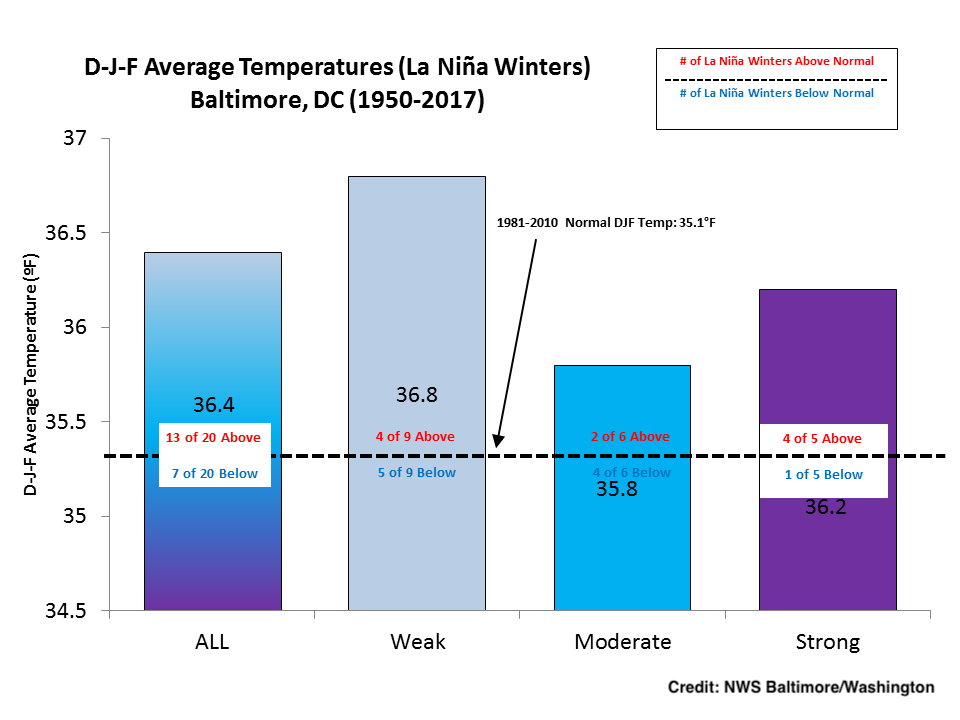 D-J-F Average Temperatures (La Niña Winters)
Baltimore, DC (1950-2017)
# of La Niña Winters Above Normal
# of La Niña Winters Below Normal
D-J-F Average Temperature (ºF)
37
36.5
36
35.5
35
34.5
1981-2010 Normal DJF Temp: 35.1°F
36.4
13 of 20 Above
7 of 20 Below
36.8
4 of 9 Above
5 of 9 Below
2 of 6 Above
4 of 6 Below
35.8
4 of 5 Above
1 of 5 Below
36.2
ALL
Weak
Moderate
Strong
Credit: NWS Baltimore/Washington